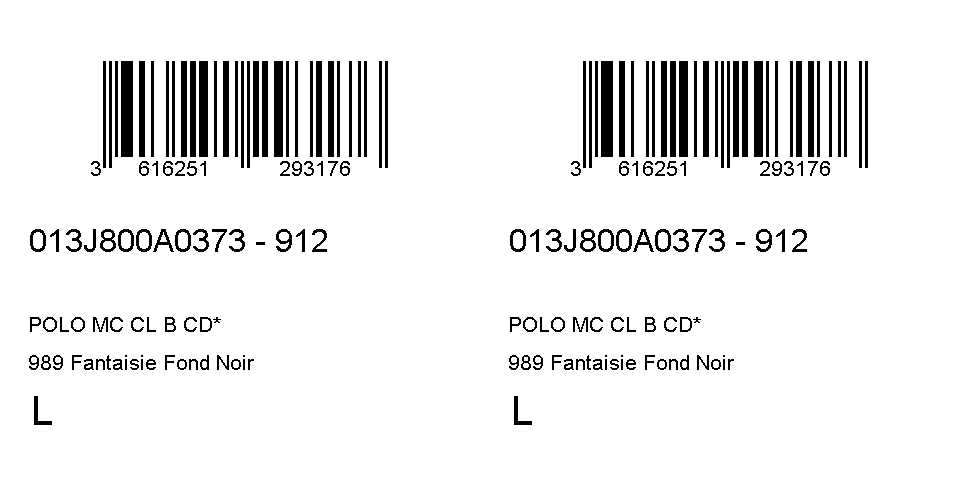 3 616251 293176
013J800A0373 - 912
POLO MC CL B CD*
989 Fantaisie Fond Noir
L
3 616251 293176
013J800A0373 - 912
POLO MC CL B CD*
989 Fantaisie Fond Noir
L